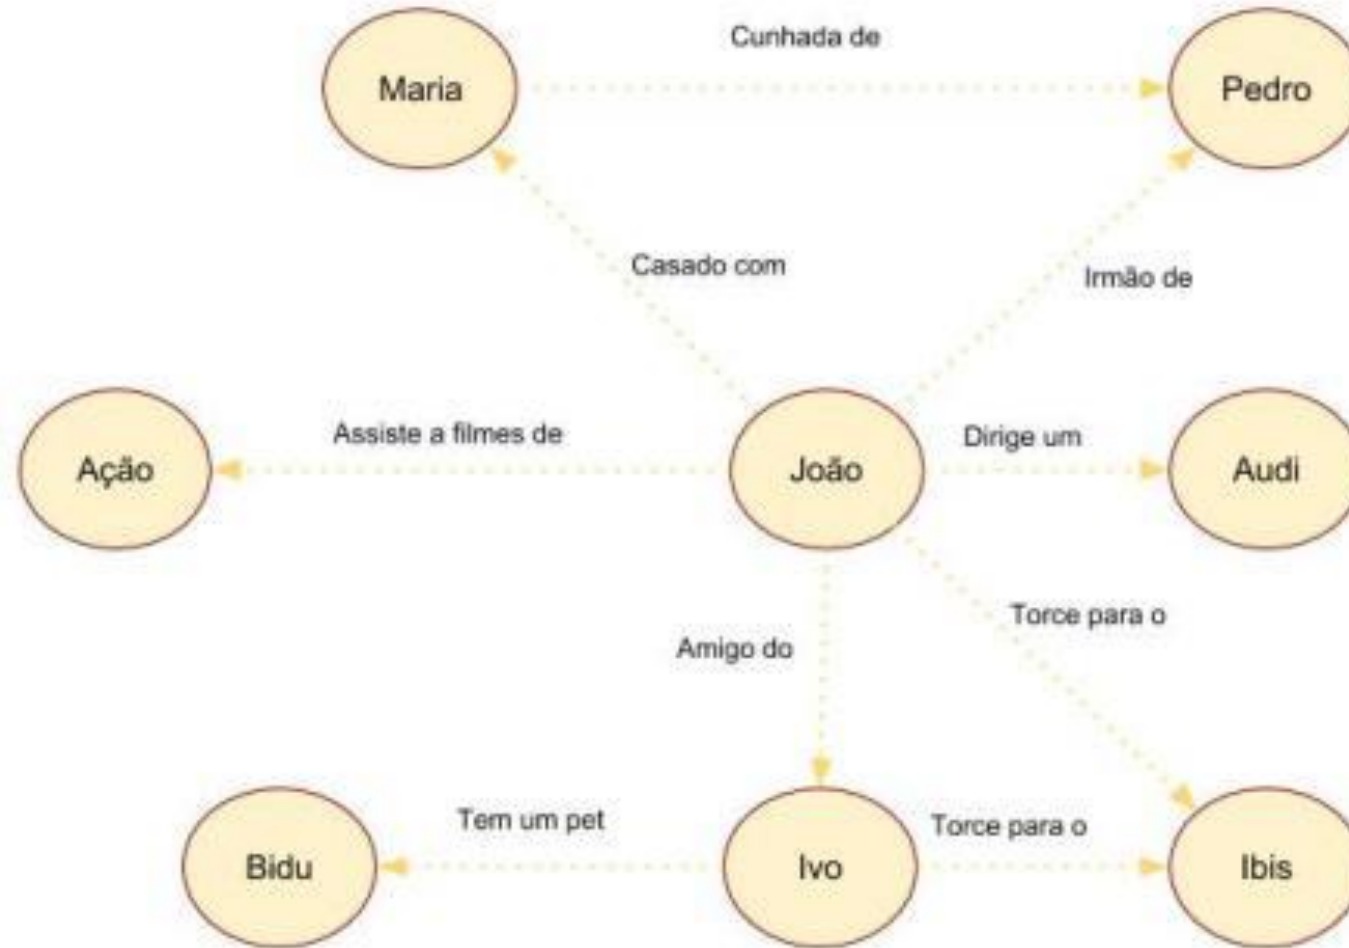 Cunhada de
Maria
Pedro
Casado com
Irmão de
Assiste a filmes de
Dirige um
Ação
João
Audi
Torce para o
Amigo do
Tem um pet
Torce para o
Bidu
Ivo
Ibis